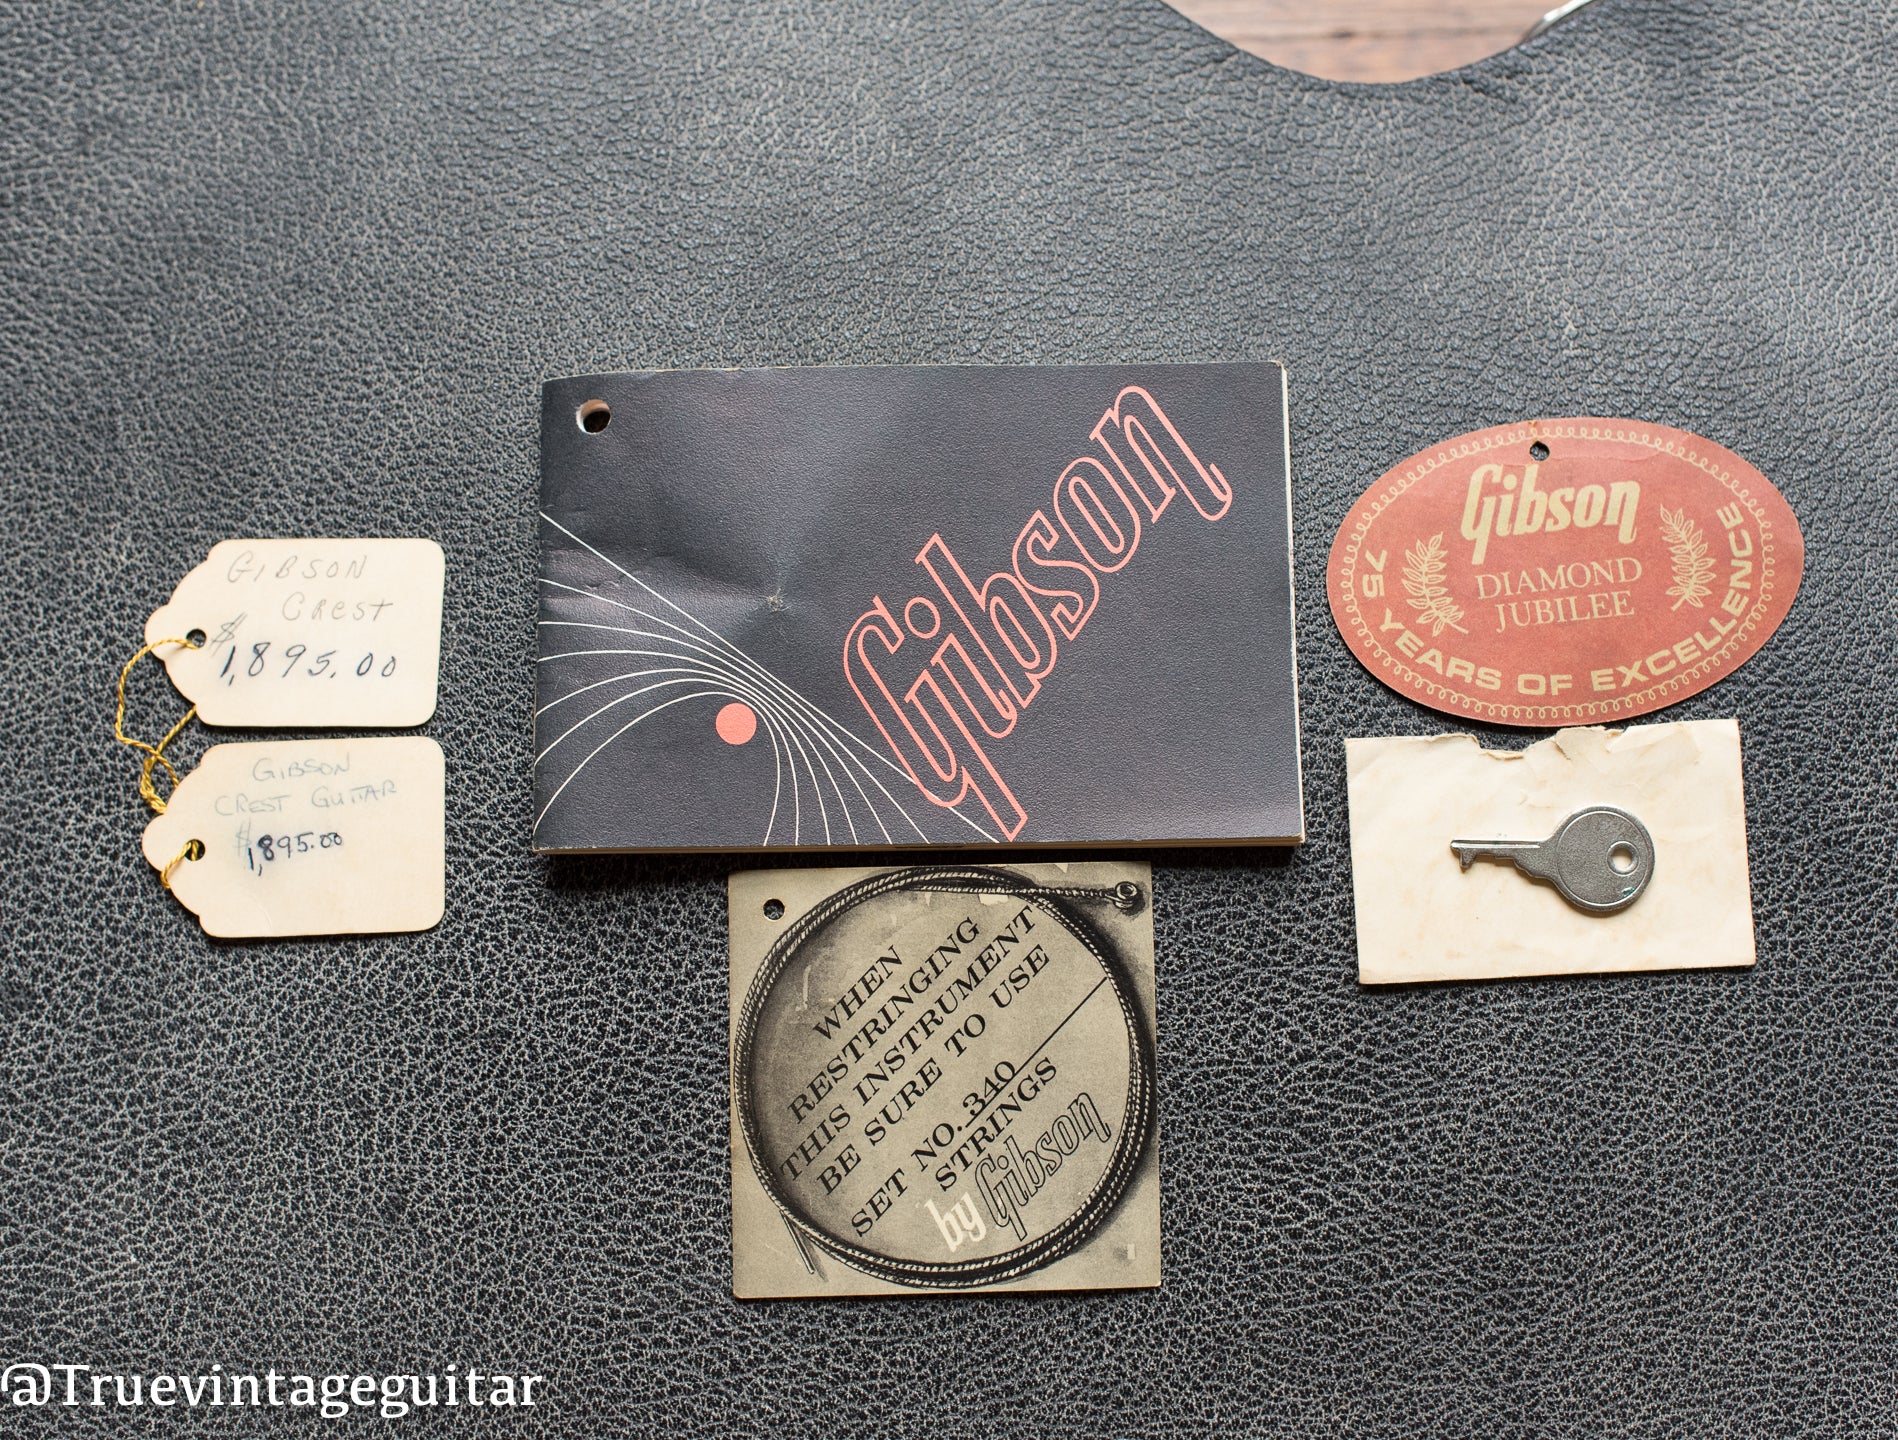 GIBSON
CREST
$1,895.00
GIBSON
CREST GUITAR
$1,895.00
Gibson
WHEN
RESTRINGING
THIS INSTRUMENT
BE SURE TO USE
SET NO. 340
STRINGS
by Gibson
Gibson
DIAMOND
JUBILEE
75 YEARS OF EXCELLENCE
@Truevintageguitar